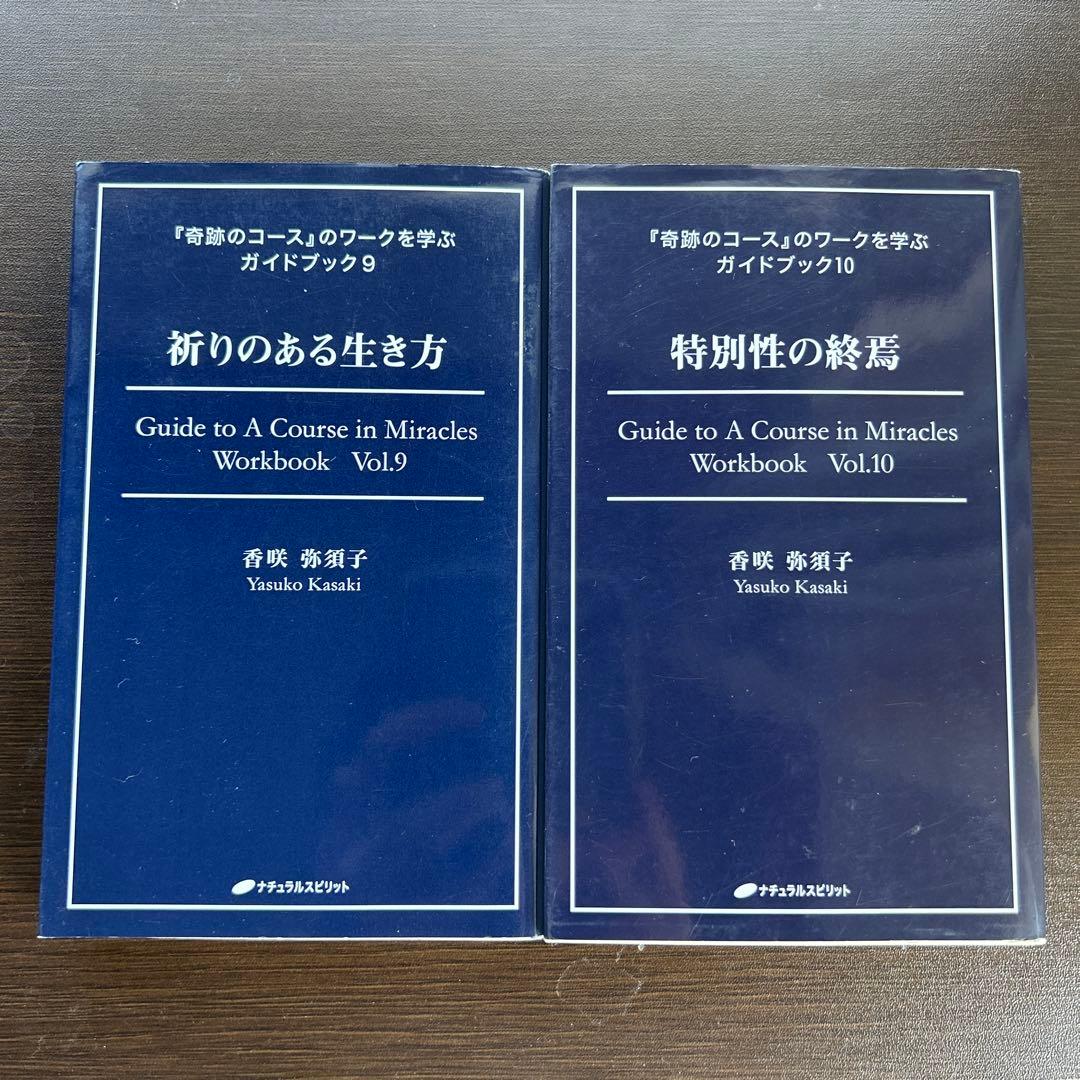 『奇跡のコース』のワークを学ぶ
ガイドブック9
祈りのある生き方
Guide to A Course in Miracles
Workbook Vol.9
香咲 弥須子
Yasuko Kasaki
ナチュラルスピリット
『奇跡のコース』のワークを学ぶ
ガイドブック10
特別性の終焉
Guide to A Course in Miracles
Workbook Vol.10
香咲 弥須子
Yasuko Kasaki
ナチュラルスピリット